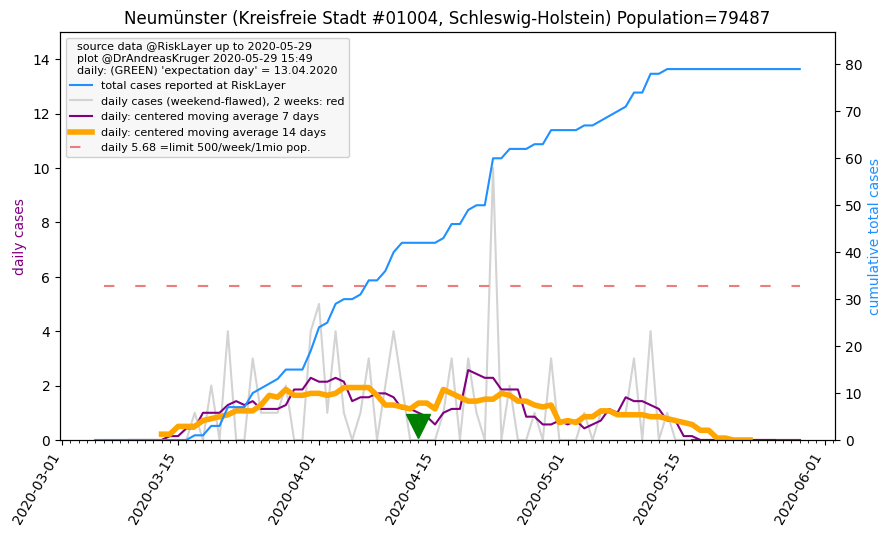 Neumünster (Kreisfreie Stadt #01004, Schleswig-Holstein) Population=79487
source data @RiskLayer up to 2020-05-29
plot @DrAndreasKruger 2020-05-29 15:49
daily: (GREEN) 'expectation day' = 13.04.2020
total cases reported at RiskLayer
daily cases (weekend-flawed), 2 weeks: red
daily: centered moving average 7 days
daily: centered moving average 14 days
daily 5.68 =limit 500/week/1mio pop.
daily cases
14
12
10
8
6
4
2
0
cumulative total cases
80
70
60
50
40
30
20
10
0
2020-03-01
2020-03-15
2020-04-01
2020-04-15
2020-05-01
2020-05-15
2020-06-01